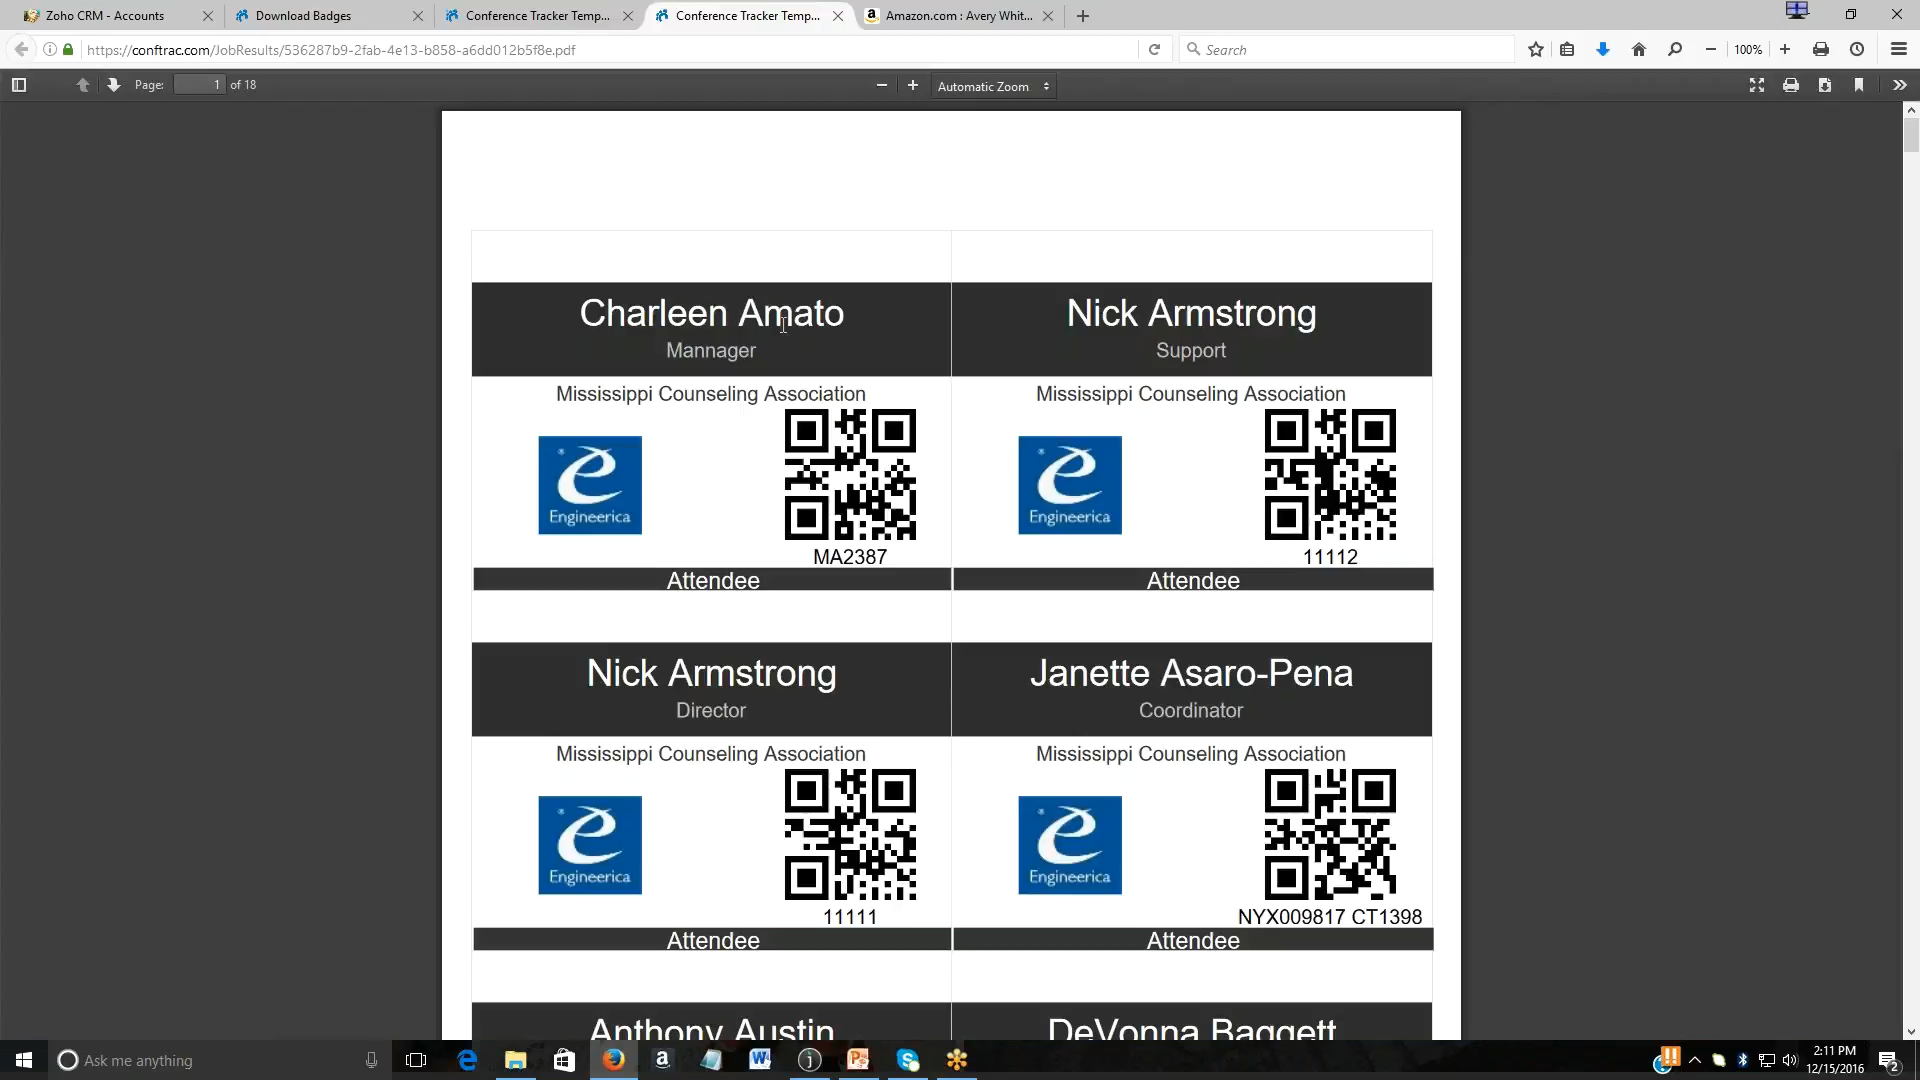 Zoho CRM - Accounts
Download Badges
Conference Tracker Temp...
Conference Tracker Temp...
Amazon.com : Avery Whit...
https://conftrac.com/JobResults/536287b9-2fab-4e13-b858-a6dd012b5f8e.pdf
Search
100%
Page: 1 of 18
Automatic Zoom
Charleen Amato
Mannager
Mississippi Counseling Association
Engineerica
MA2387
Attendee
Nick Armstrong
Support
Mississippi Counseling Association
Engineerica
11112
Attendee
Nick Armstrong
Director
Mississippi Counseling Association
Engineerica
11111
Attendee
Janette Asaro-Pena
Coordinator
Mississippi Counseling Association
Engineerica
NYX009817 CT1398
Attendee
Anthony Austin
DeVonna Baggett
Ask me anything
2:11 PM
12/15/2016
2